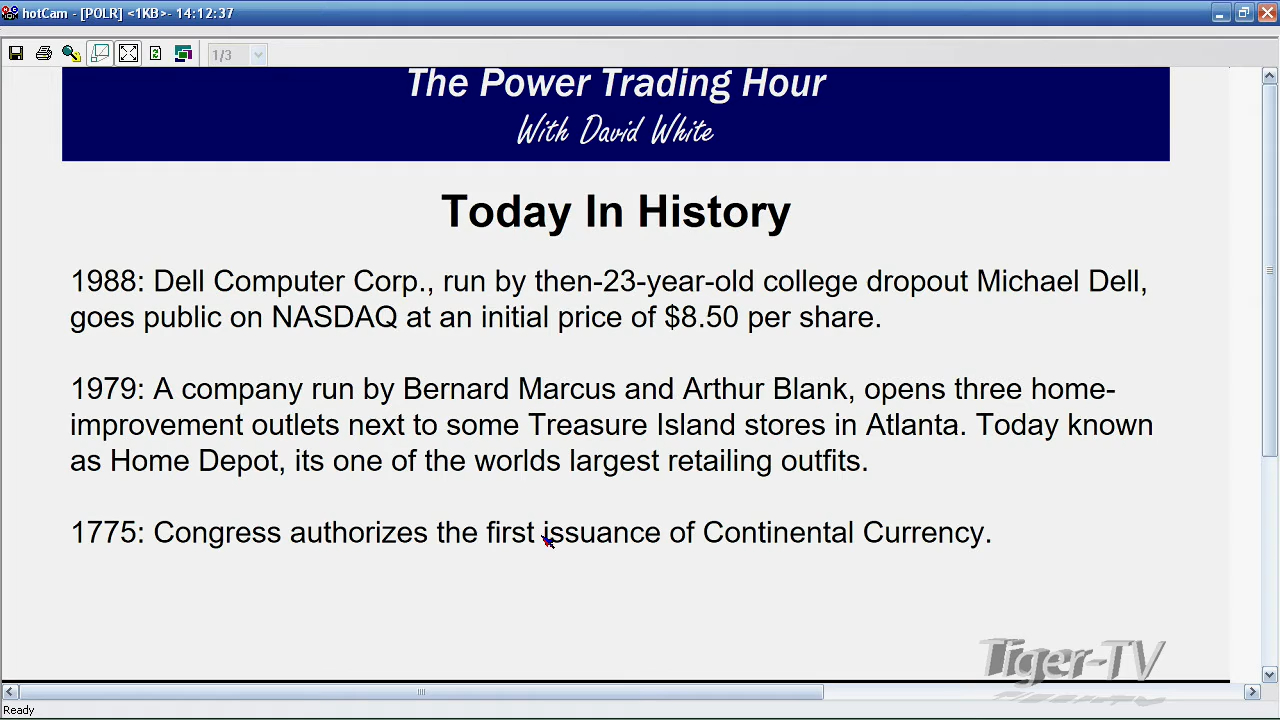 hotCam - [POLR] <1KB>- 14:12:37
1/3
The Power Trading Hour
With David White
Today In History
1988: Dell Computer Corp., run by then-23-year-old college dropout Michael Dell,
goes public on NASDAQ at an initial price of $8.50 per share.
1979: A company run by Bernard Marcus and Arthur Blank, opens three home-
improvement outlets next to some Treasure Island stores in Atlanta. Today known
as Home Depot, its one of the worlds largest retailing outfits.
1775: Congress authorizes the first issuance of Continental Currency.
Tiger-TV
Ready